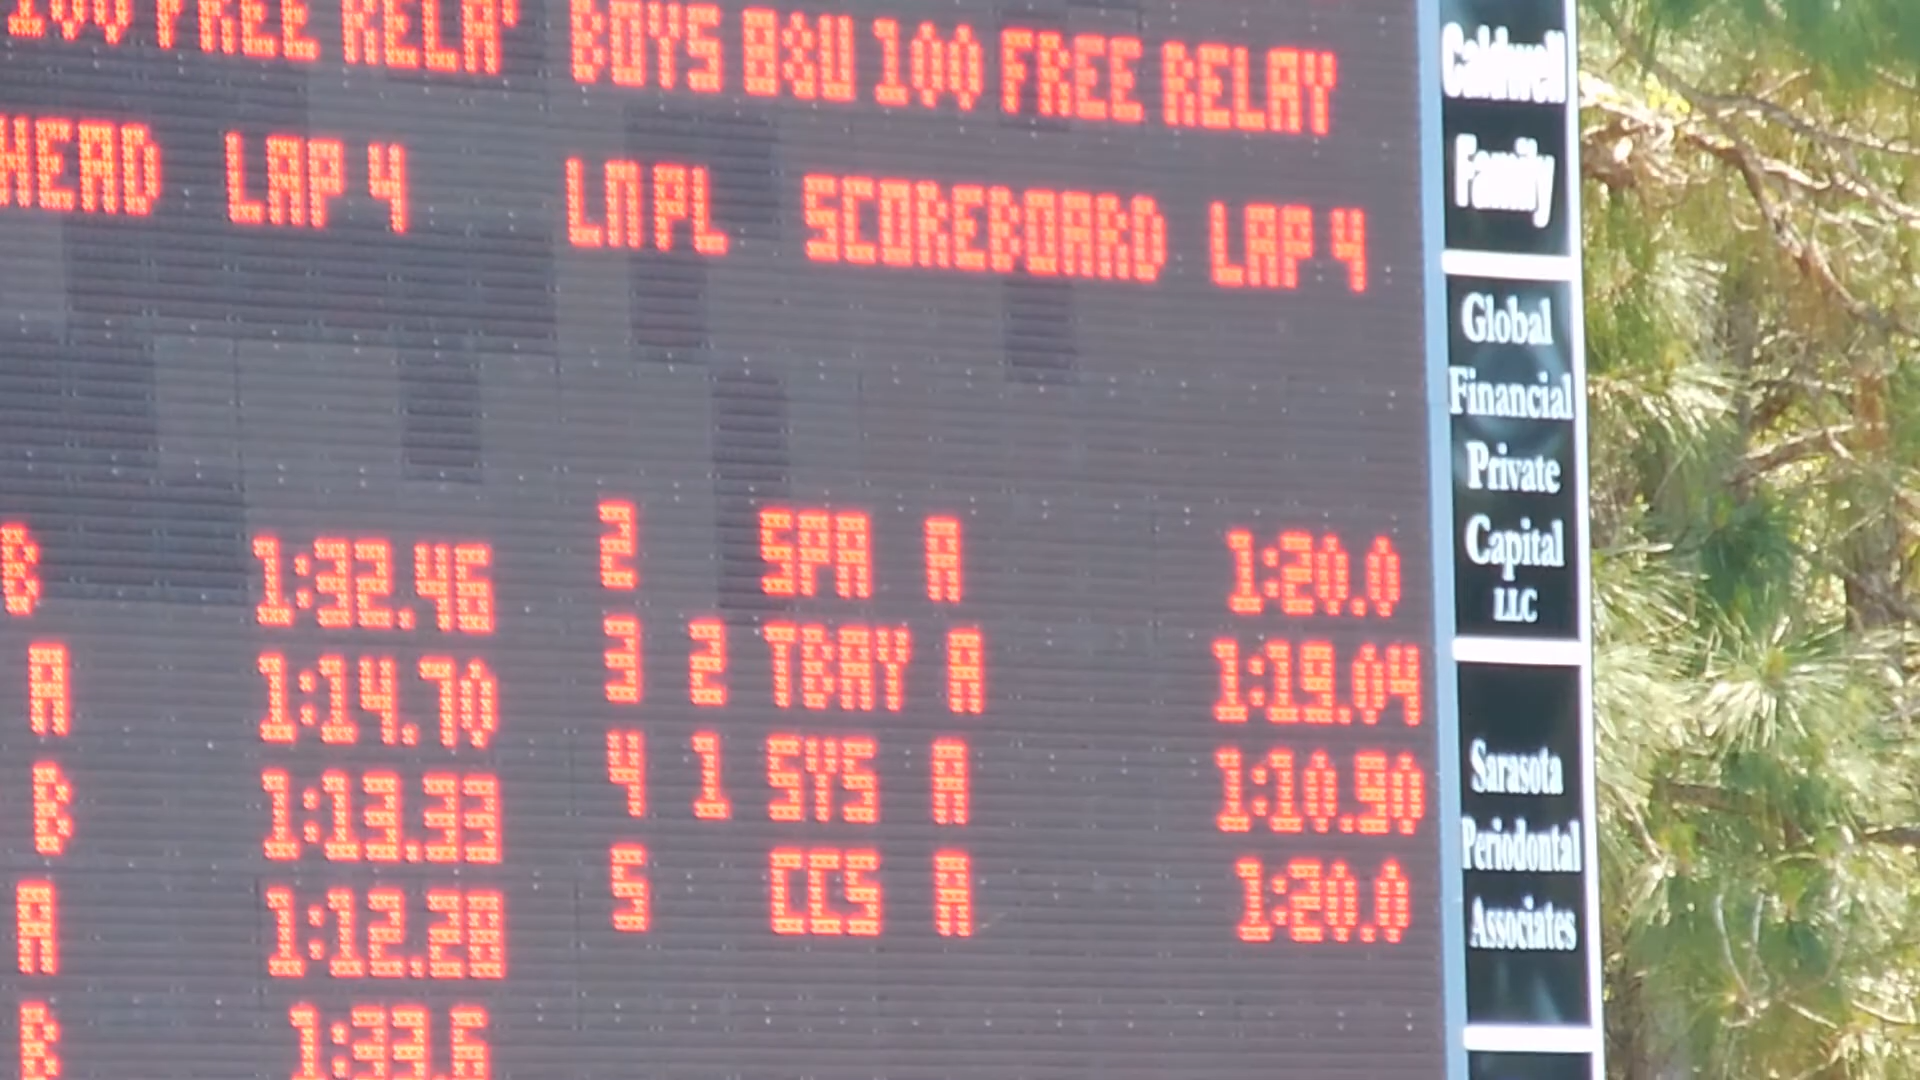 100 FREE RELAY
HEAD LAP 4
B 1:32.46
A 1:14.70
B 1:13.33
A 1:12.28
B 1:33.6
BOYS 8&U 100 FREE RELAY
LN PL SCOREBOARD LAP 4
2 SPA A 1:20.0
3 2 TBAY A 1:19.04
4 1 SYS A 1:10.90
5 CCS A 1:20.0
Caldwell
Family
Global
Financial
Private
Capital
LLC
Sarasota
Periodontal
Associates